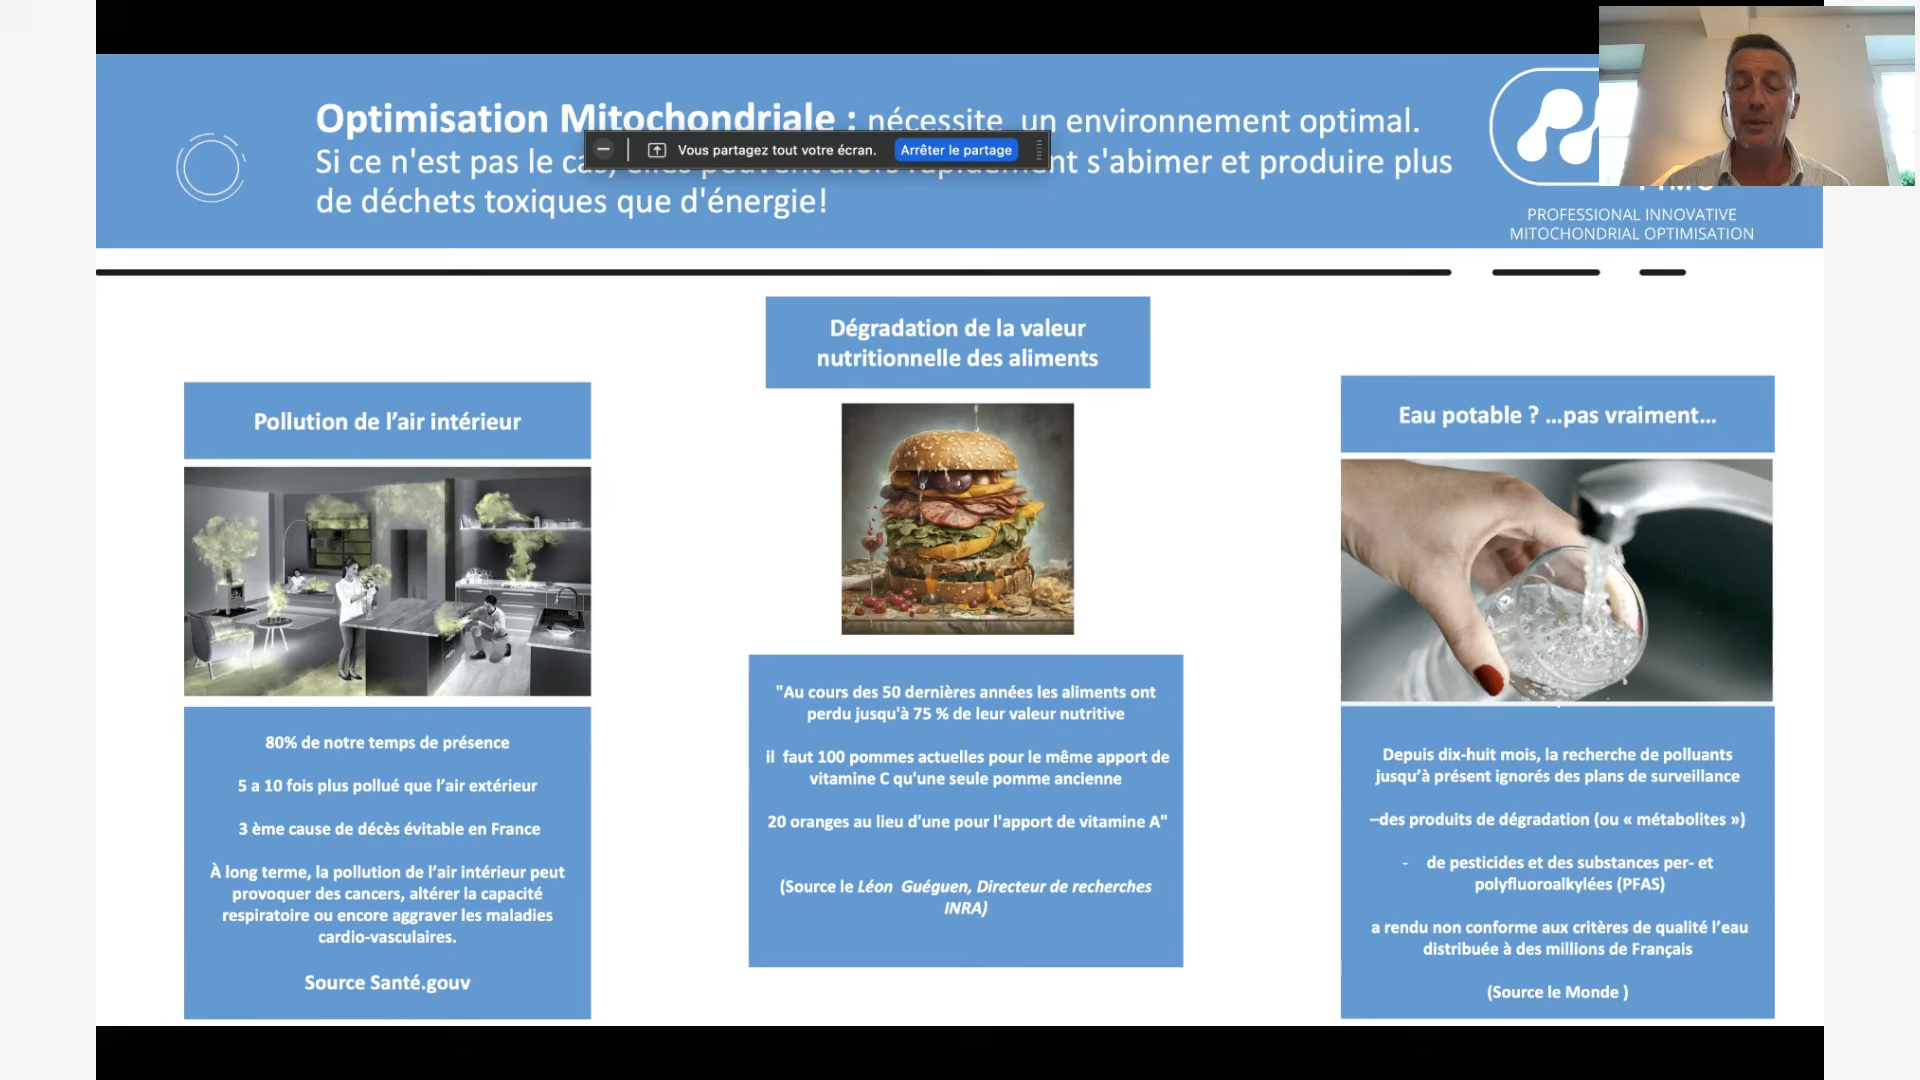 Optimisation Mitochondriale : nécessite un environnement optimal.
Vous partagez tout votre écran. Arrêter le partage
Si ce n'est pas le s'abimer et produire plus
de déchets toxiques que d'énergie!
PROFESSIONAL INNOVATIVE
MITOCHONDRIAL OPTIMISATION
Pollution de l’air intérieur
80% de notre temps de présence
5 a 10 fois plus pollué que l’air extérieur
3 ème cause de décès évitable en France
À long terme, la pollution de l’air intérieur peut
provoquer des cancers, altérer la capacité
respiratoire ou encore aggraver les maladies
cardio-vasculaires.
Source Santé.gouv
Dégradation de la valeur
nutritionnelle des aliments
"Au cours des 50 dernières années les aliments ont
perdu jusqu'à 75 % de leur valeur nutritive
il faut 100 pommes actuelles pour le même apport de
vitamine C qu'une seule pomme ancienne
20 oranges au lieu d'une pour l'apport de vitamine A"
(Source le Léon Guéguen, Directeur de recherches
INRA)
Eau potable ? ...pas vraiment...
Depuis dix-huit mois, la recherche de polluants
jusqu’à présent ignorés des plans de surveillance
–des produits de dégradation (ou « métabolites »)
- de pesticides et des substances per- et
polyfluoroalkylées (PFAS)
a rendu non conforme aux critères de qualité l’eau
distribuée à des millions de Français
(Source le Monde )